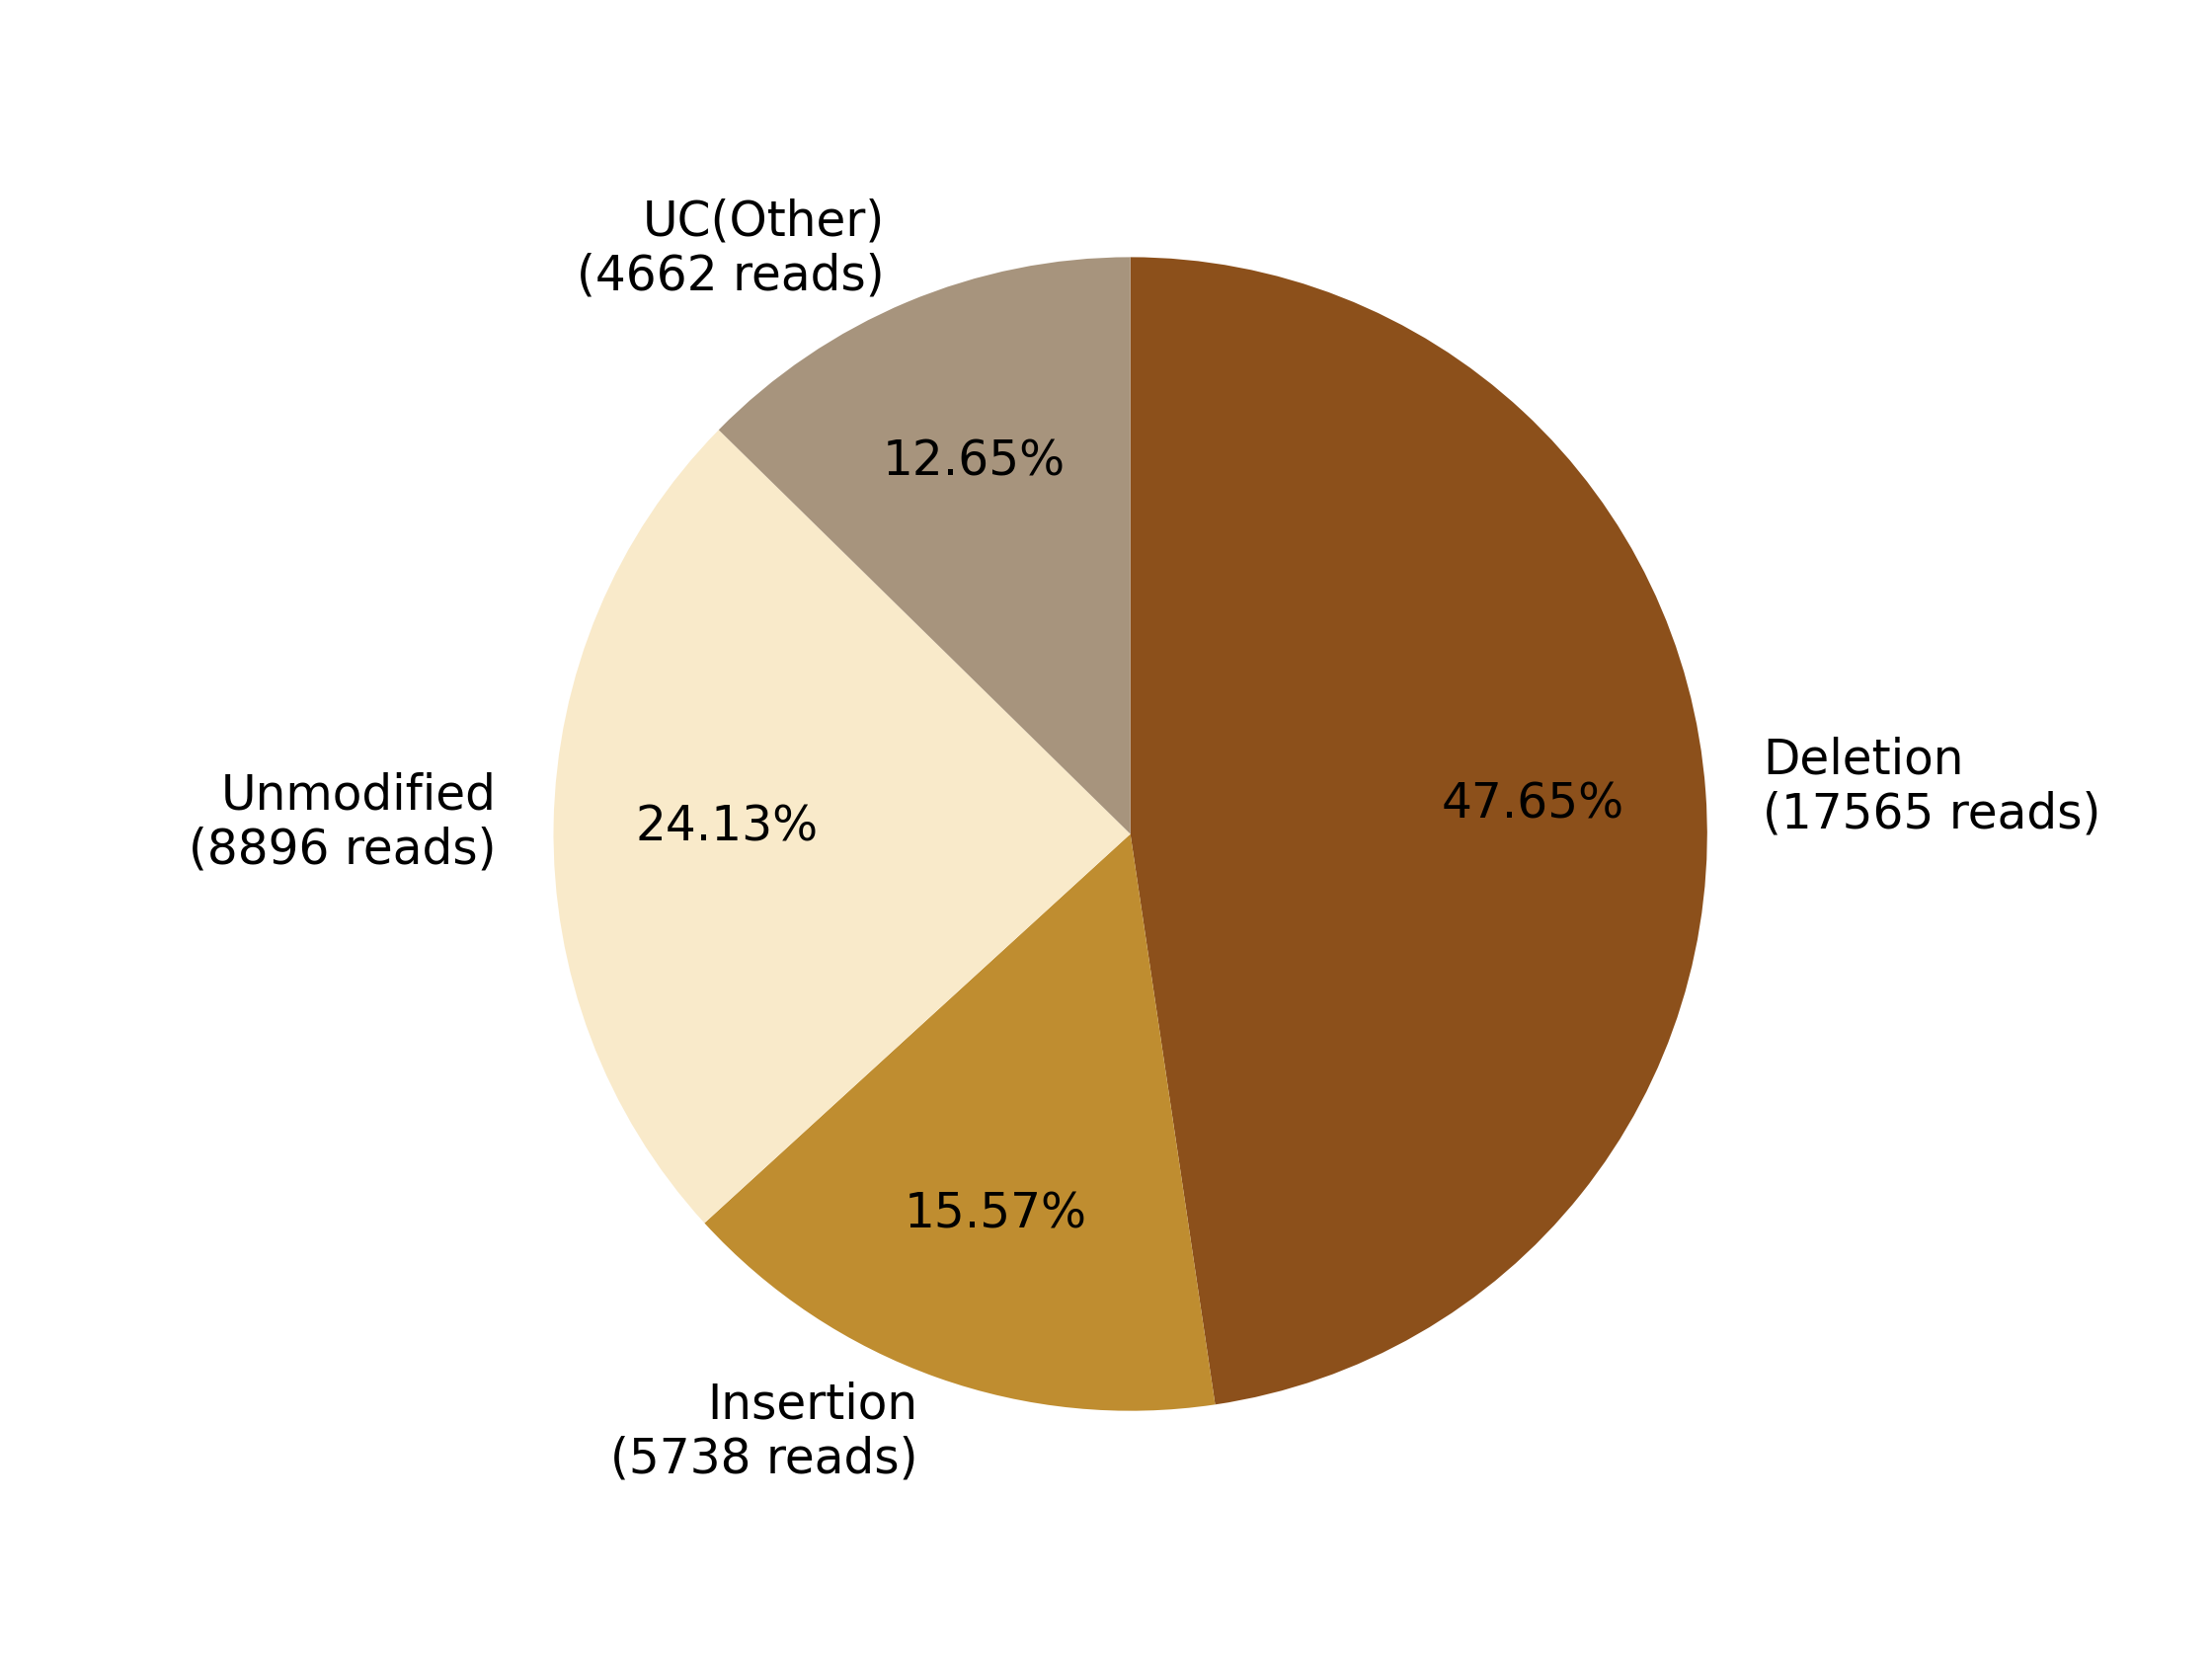 UC(Other)
(4662 reads)
12.65%
Deletion
(17565 reads)
47.65%
Unmodified
(8896 reads)
24.13%
15.57%
Insertion
(5738 reads)